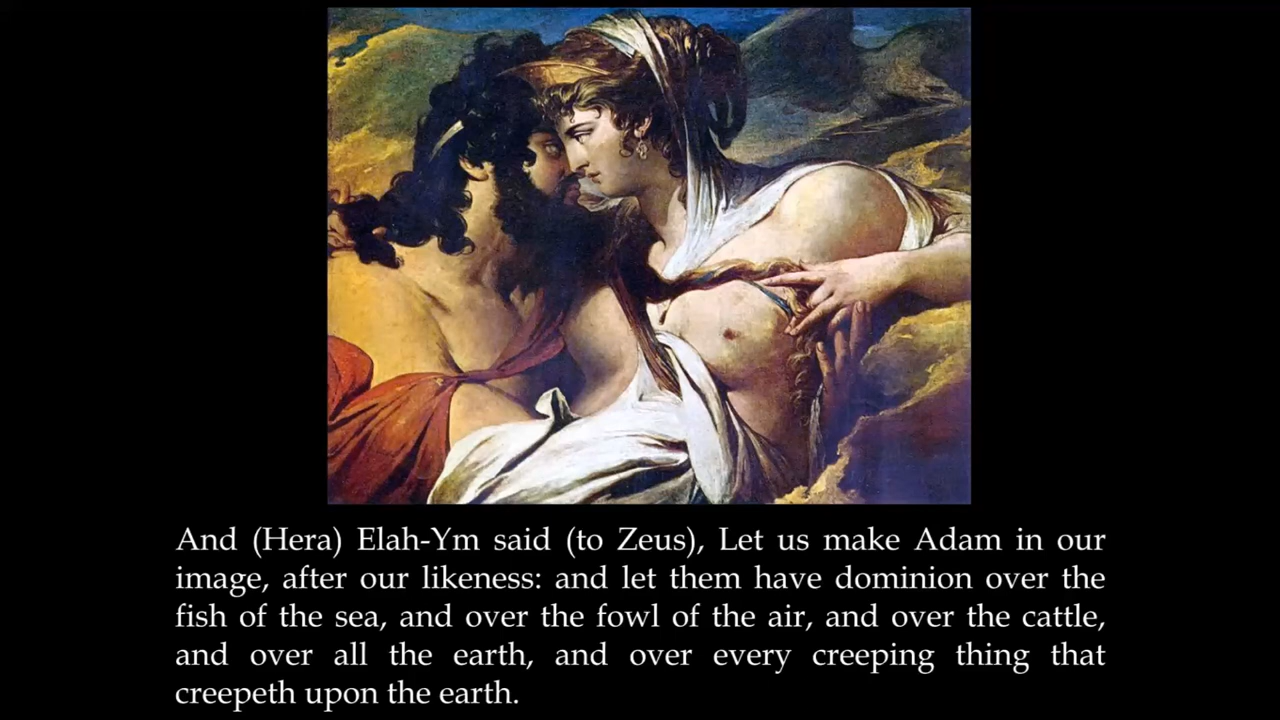 And (Hera) Elah-Ym said (to Zeus), Let us make Adam in our
image, after our likeness: and let them have dominion over the
fish of the sea, and over the fowl of the air, and over the cattle,
and over all the earth, and over every creeping thing that
creepeth upon the earth.